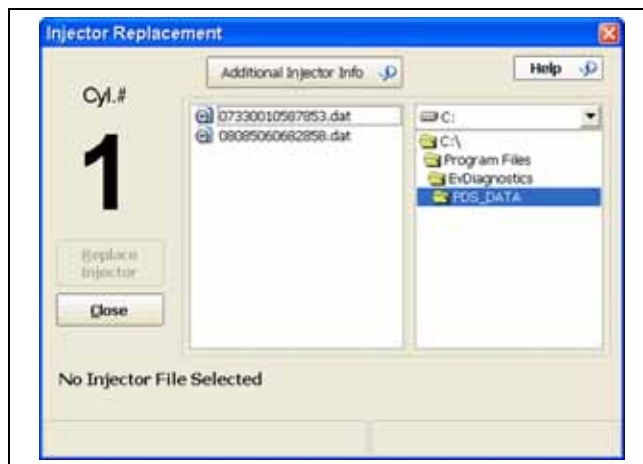 Injector Replacement
Additional Injector Info
Help
Cyl.#
1
07330010587853.dat
08085060682858.dat
C:
C:\
Program Files
EvDiagnostics
PDS_DATA
Replace
Injector
Close
No Injector File Selected